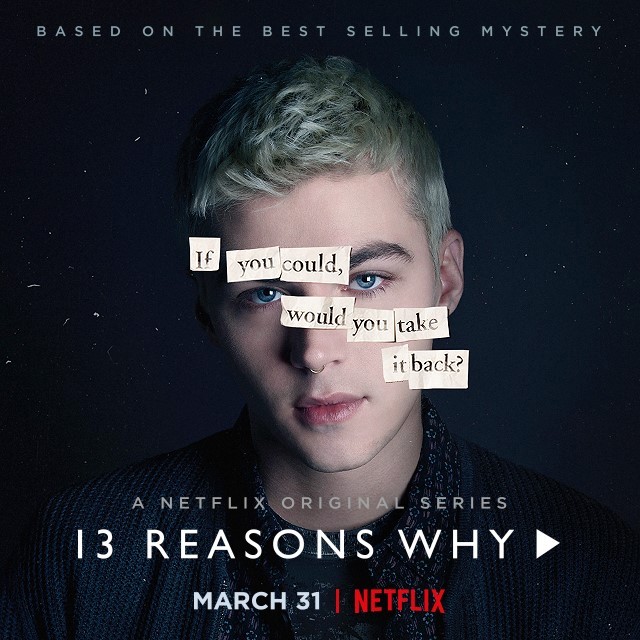 BASED ON THE BEST SELLING MYSTERY
If you could,
would you take
it back?
A NETFLIX ORIGINAL SERIES
13 REASONS WHY
MARCH 31 | NETFLIX